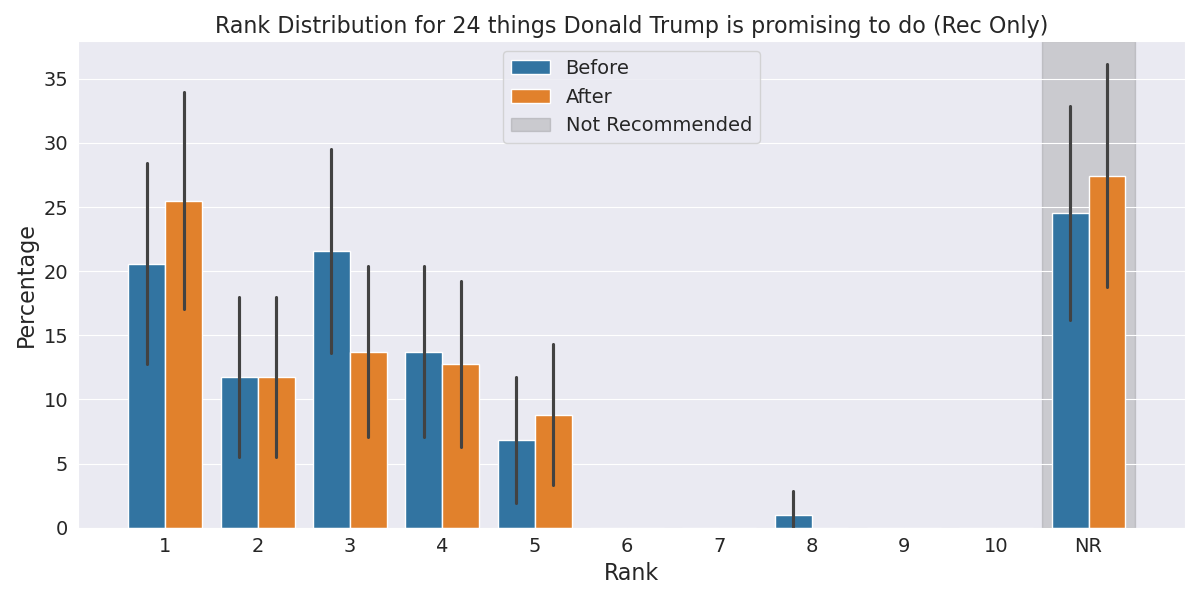 Rank Distribution for 24 things Donald Trump is promising to do (Rec Only)
Before
After
Not Recommended
Percentage
35
30
25
20
15
10
5
0
1 2 3 4 5 6 7 8 9 10 NR
Rank